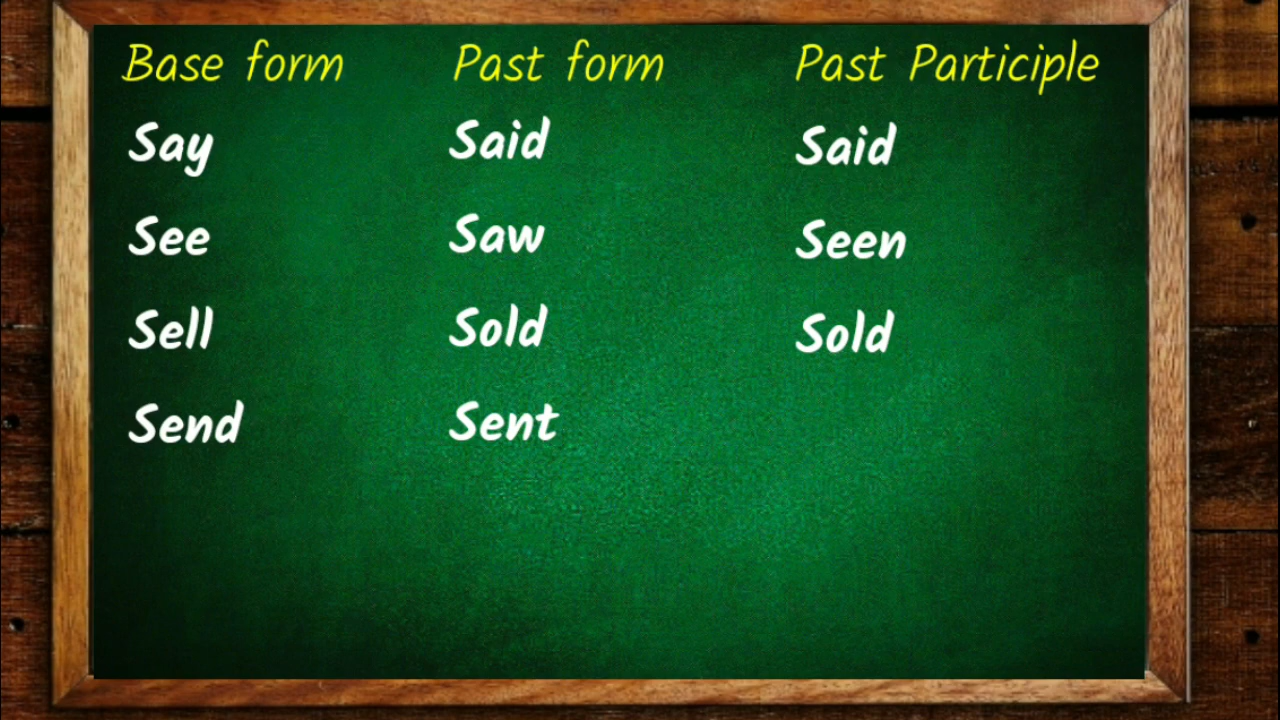 Base form Past form Past Participle
Say Said Said
See Saw Seen
Sell Sold Sold
Send Sent